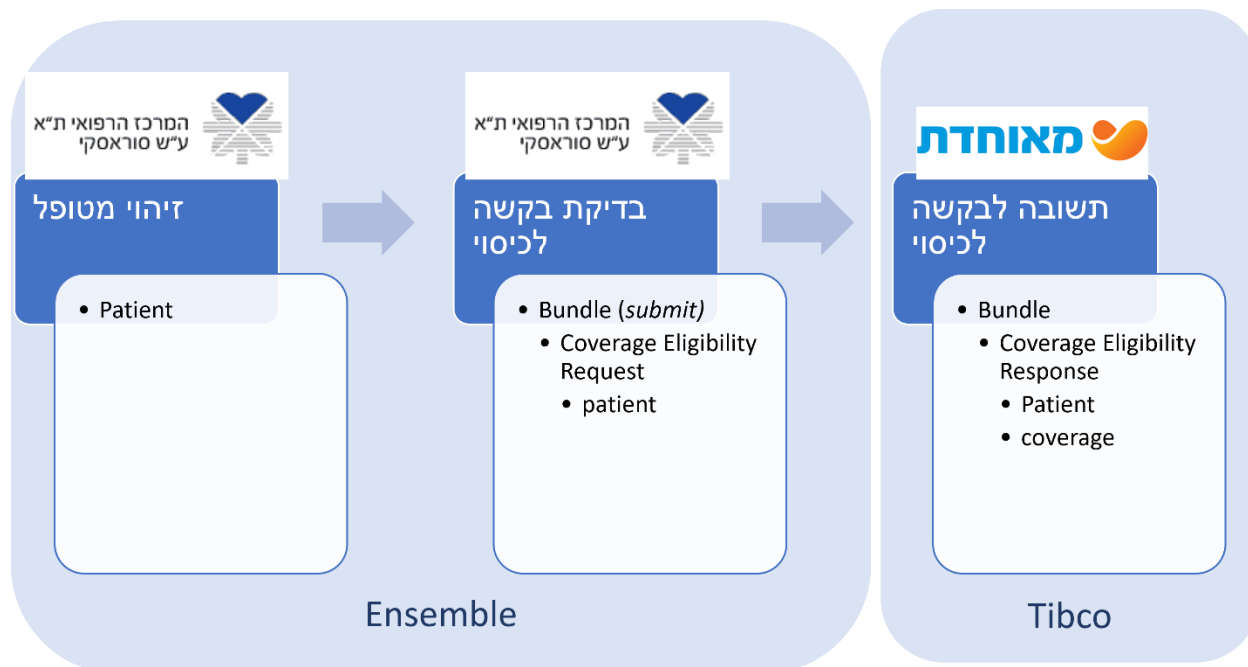 המרכז הרפואי ת"א
ע"ש סוראסקי
זיהוי מטופל
• Patient
המרכז הרפואי ת"א
ע"ש סוראסקי
בדיקת בקשה
לכיסוי
• Bundle (submit)
• Coverage Eligibility
Request
• patient
Ensemble
מאוחדת
תשובה לבקשה
לכיסוי
• Bundle
• Coverage Eligibility
Response
• Patient
• coverage
Tibco